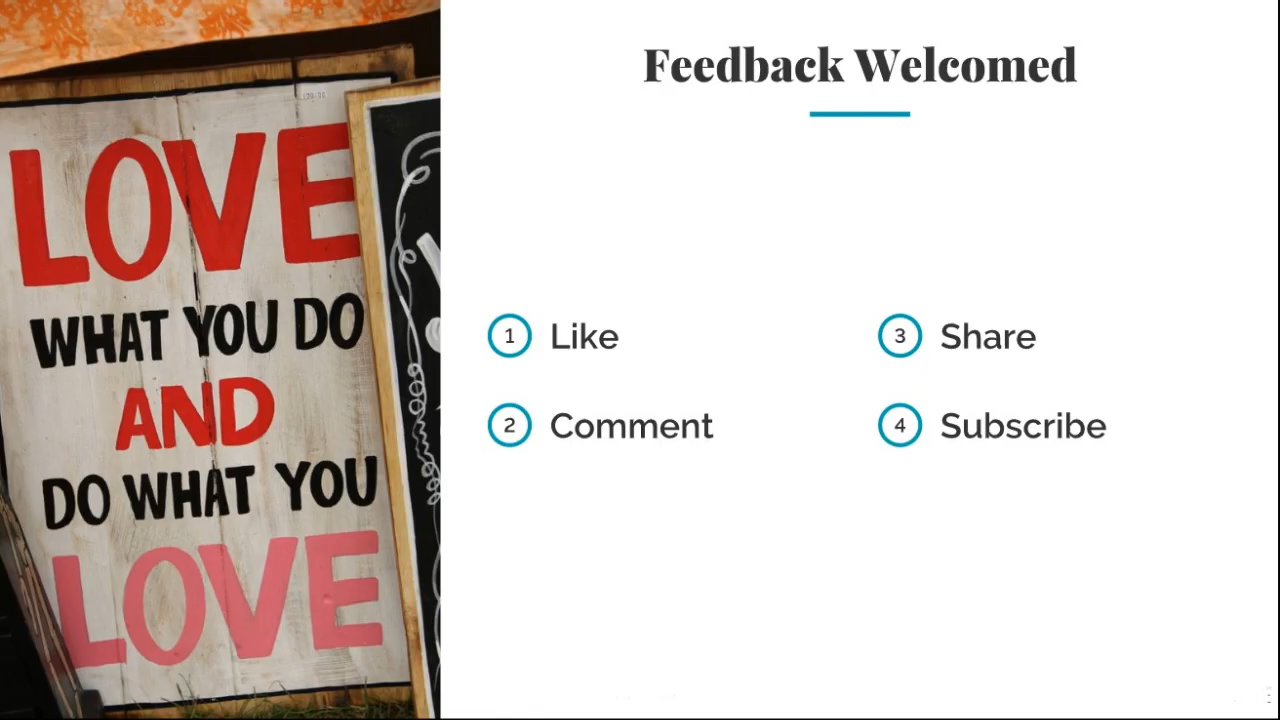 LOVE
WHAT YOU DO
AND
DO WHAT YOU
LOVE
Feedback Welcomed
1 Like
2 Comment
3 Share
4 Subscribe